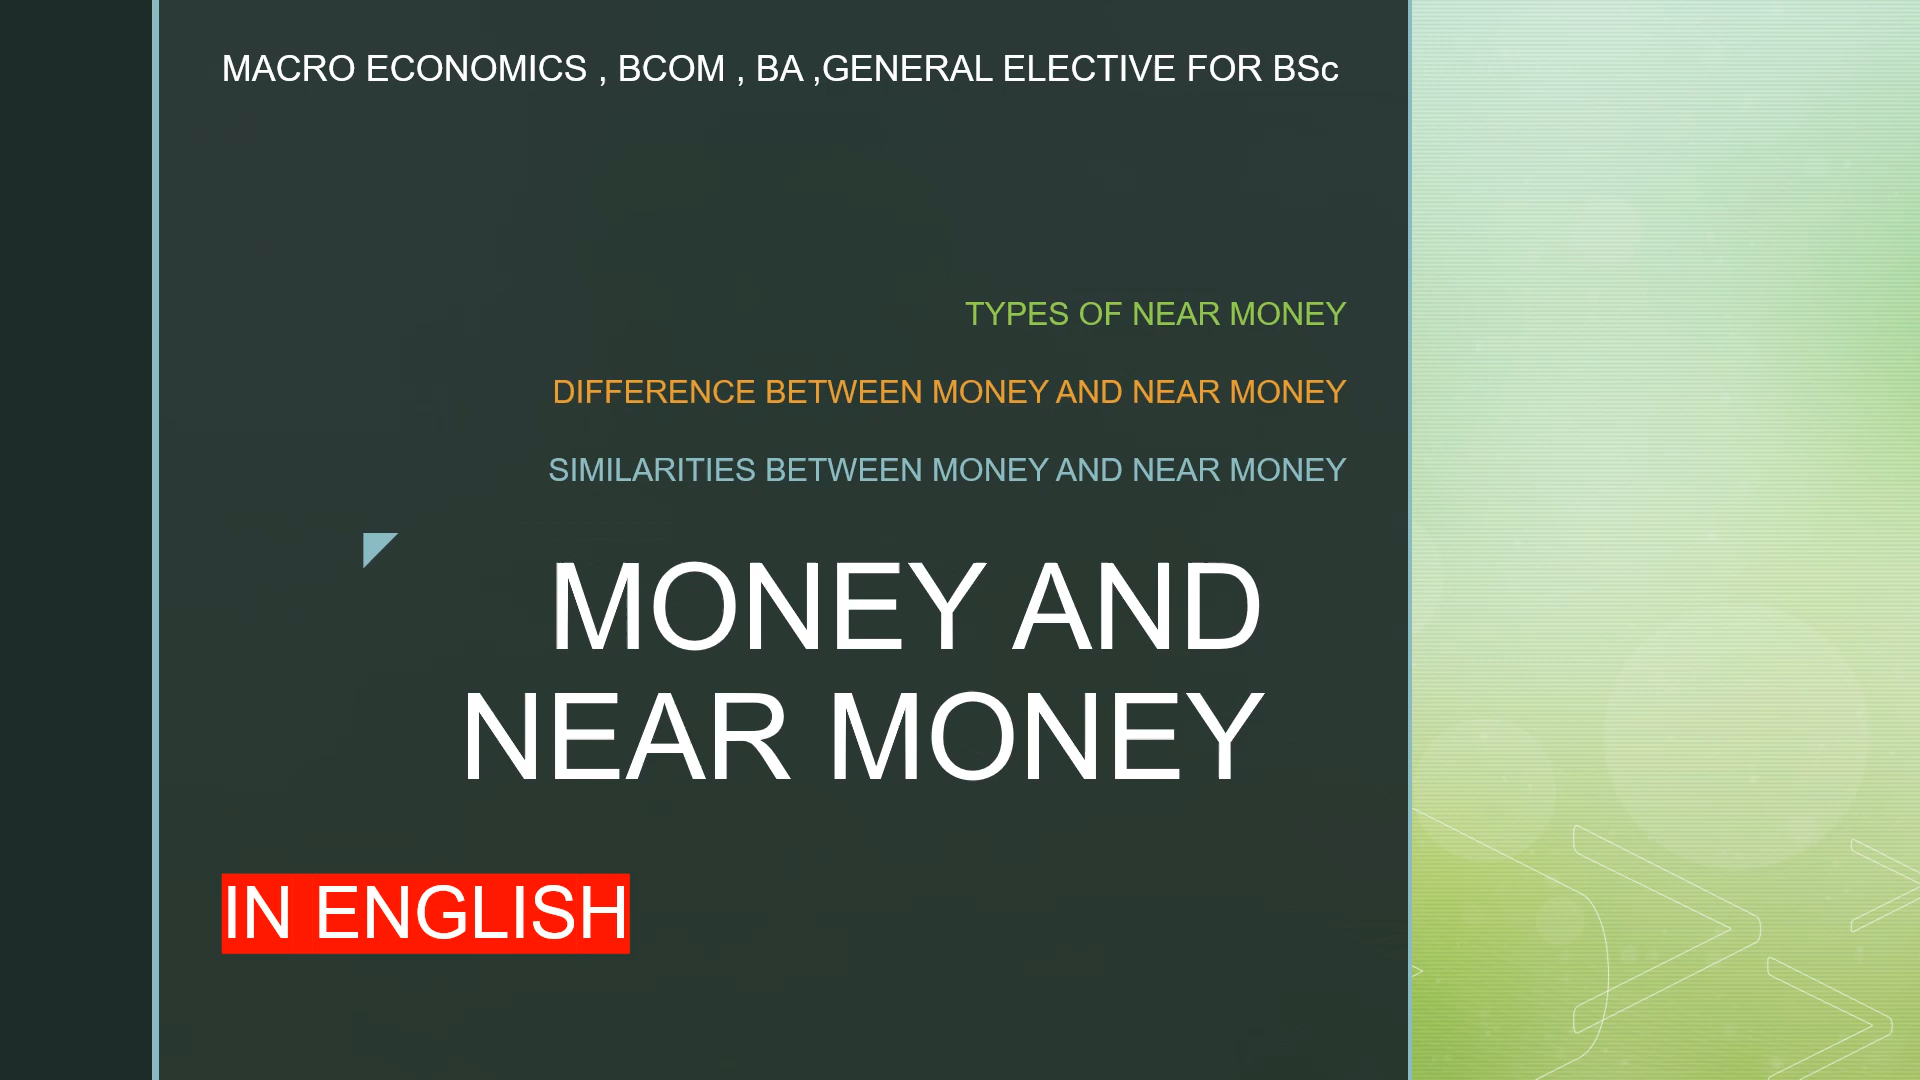 MACRO ECONOMICS , BCOM , BA ,GENERAL ELECTIVE FOR BSc
TYPES OF NEAR MONEY
DIFFERENCE BETWEEN MONEY AND NEAR MONEY
SIMILARITIES BETWEEN MONEY AND NEAR MONEY
MONEY AND
NEAR MONEY
IN ENGLISH